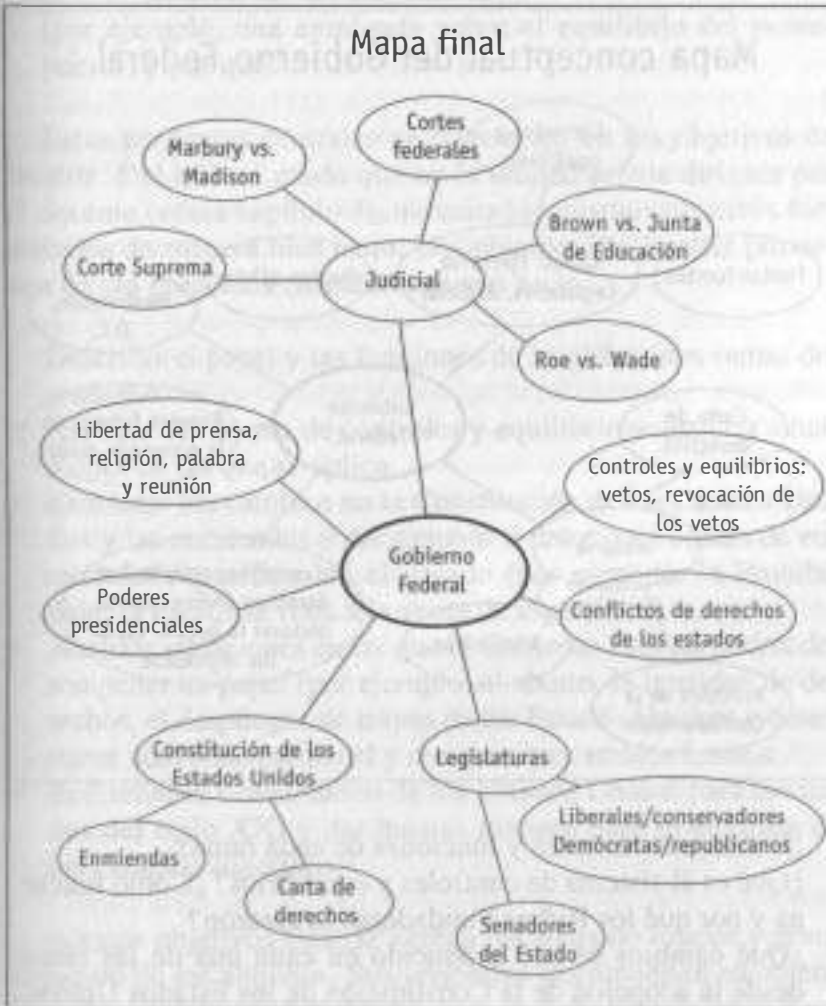 Mapa final
Cortes
federales
Marbury vs.
Madison
Brown vs. Junta
de Educación
Corte Suprema
Judicial
Roe vs. Wade
Libertad de prensa,
religión, palabra
y reunión
Controles y equilibrios:
vetos, revocación de
los vetos
Gobierno
Federal
Poderes
presidenciales
Conflictos de derechos
de los estados
Constitución de los
Estados Unidos
Legislaturas
Liberales/conservadores
Demócratas/republicanos
Enmiendas
Carta de
derechos
Senadores
del Estado